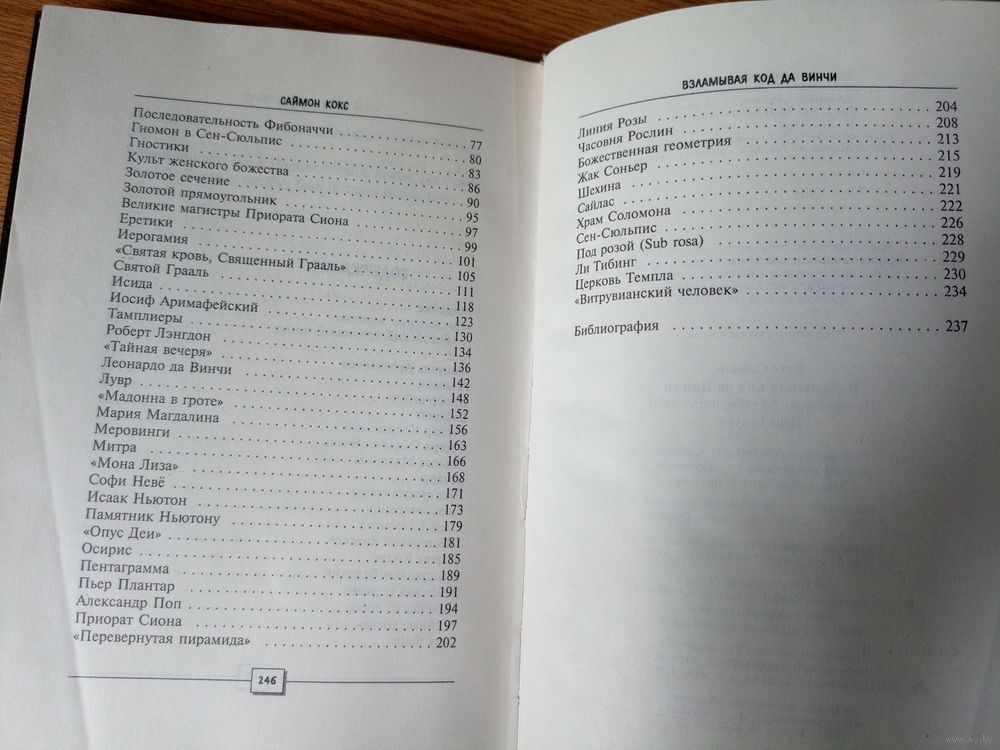 САЙМОН КОКС
Последовательность Фибоначчи . . . . . . . . . . . . 77
Гномон в Сен-Сюльпис . . . . . . . . . . . . 80
Гностики . . . . . . . . . . . . 83
Культ женского божества . . . . . . . . . . . . 86
Золотое сечение . . . . . . . . . . . . 90
Золотой прямоугольник . . . . . . . . . . . . 95
Великие магистры Приората Сиона . . . . . . . . . . . . 97
Еретики . . . . . . . . . . . . 99
Иерогамия . . . . . . . . . . . . 101
«Святая кровь, Священный Грааль» . . . . . . . . . . . . 105
Святой Грааль . . . . . . . . . . . . 111
Исида . . . . . . . . . . . . 118
Иосиф Аримафейский . . . . . . . . . . . . 123
Тамплиеры . . . . . . . . . . . . 130
Роберт Лэнгдон . . . . . . . . . . . . 134
«Тайная вечеря» . . . . . . . . . . . . 136
Леонардо да Винчи . . . . . . . . . . . . 142
Лувр . . . . . . . . . . . . 148
«Мадонна в гроте» . . . . . . . . . . . . 152
Мария Магдалина . . . . . . . . . . . . 156
Меровинги . . . . . . . . . . . . 163
Митра . . . . . . . . . . . . 166
«Мона Лиза» . . . . . . . . . . . . 168
Софи Невё . . . . . . . . . . . . 171
Исаак Ньютон . . . . . . . . . . . . 173
Памятник Ньютону . . . . . . . . . . . . 179
«Опус Деи» . . . . . . . . . . . . 181
Осирис . . . . . . . . . . . . 185
Пентаграмма . . . . . . . . . . . . 189
Пьер Плантар . . . . . . . . . . . . 191
Александр Поп . . . . . . . . . . . . 194
Приорат Сиона . . . . . . . . . . . . 197
«Перевернутая пирамида» . . . . . . . . . . . . 202
246
ВЗЛАМЫВАЯ КОД ДА ВИНЧИ
Линия Розы . . . . . . . . . . . . 204
Часовня Рослин . . . . . . . . . . . . 208
Божественная геометрия . . . . . . . . . . . . 213
Жак Соньер . . . . . . . . . . . . 215
Шехина . . . . . . . . . . . . 219
Сайлас . . . . . . . . . . . . 221
Храм Соломона . . . . . . . . . . . . 222
Сен-Сюльпис . . . . . . . . . . . . 226
Под розой (Sub rosa) . . . . . . . . . . . . 228
Ли Тибинг . . . . . . . . . . . . 229
Церковь Темпла . . . . . . . . . . . . 230
«Витрувианский человек» . . . . . . . . . . . . 234
Библиография . . . . . . . . . . . . 237
www.ay.by